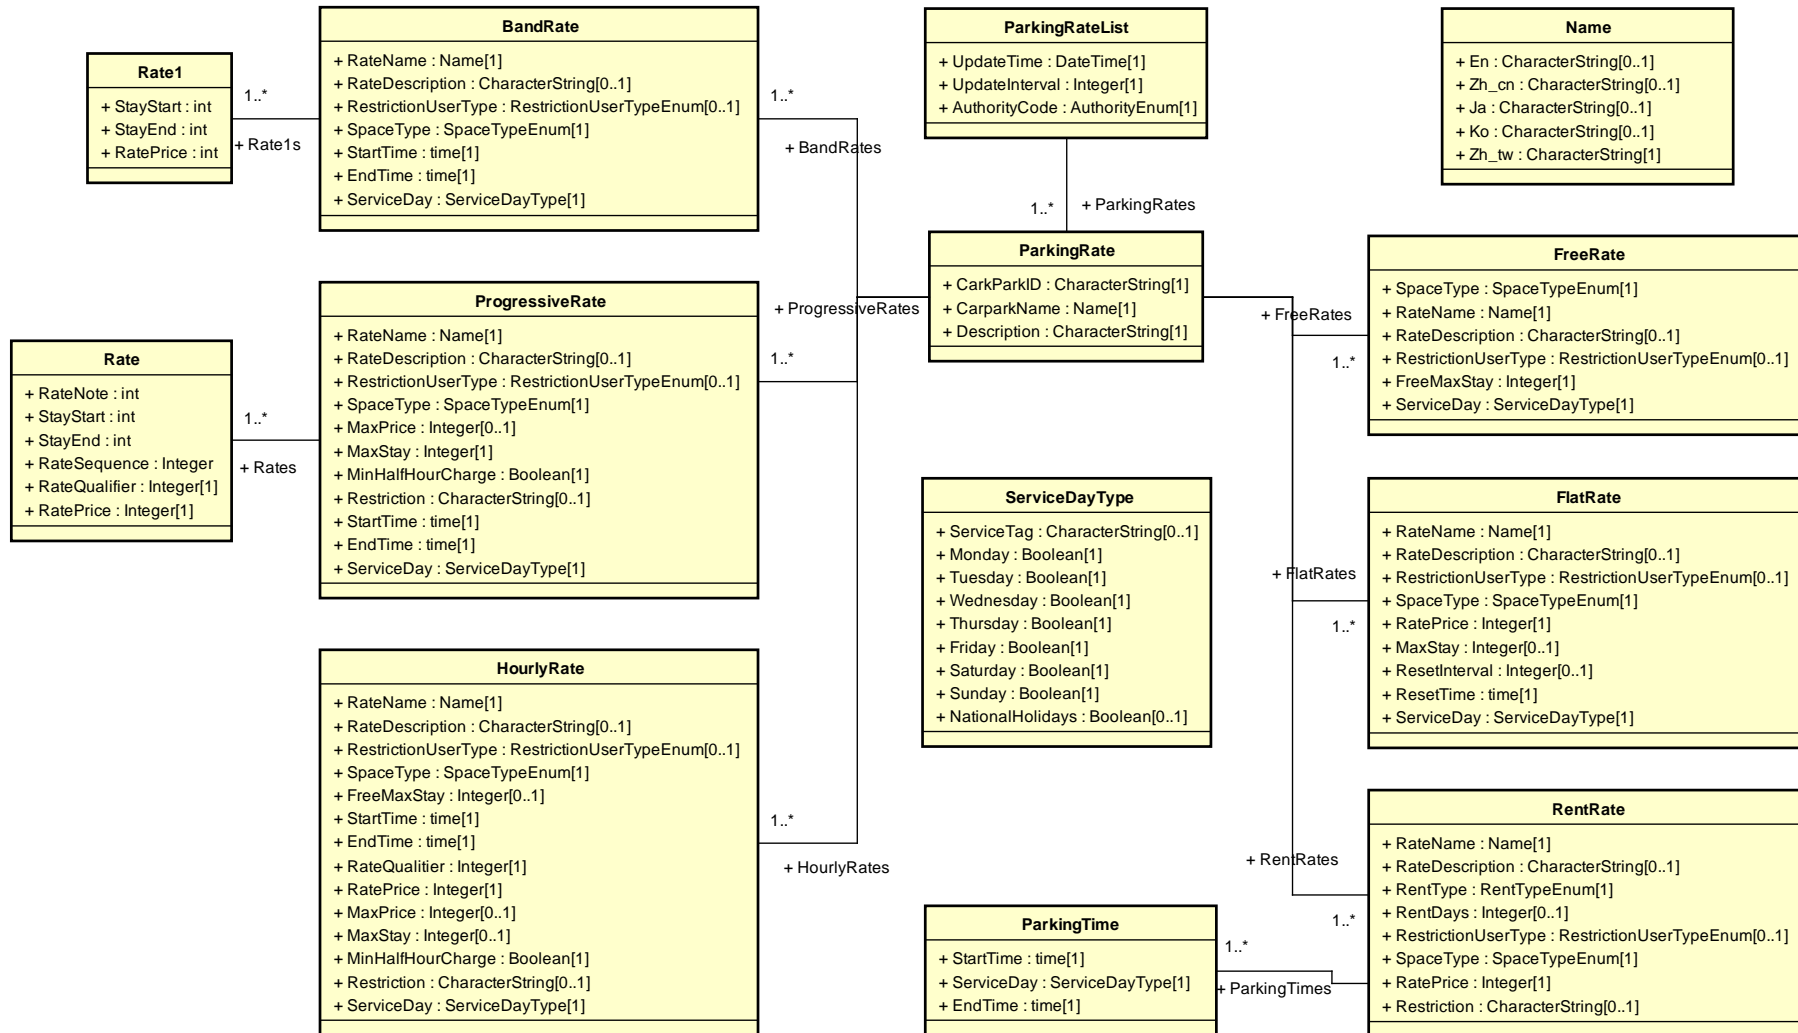 BandRate
+ RateName : Name[1]
+ RateDescription : CharacterString[0..1]
+ RestrictionUserType : RestrictionUserTypeEnum[0..1]
+ SpaceType : SpaceTypeEnum[1]
+ StartTime : time[1]
+ EndTime : time[1]
+ ServiceDay : ServiceDayType[1]
Rate1
+ StayStart : int
+ StayEnd : int
+ RatePrice : int
1..*
+ Rate1s
1..*
+ BandRates
ParkingRateList
+ UpdateTime : DateTime[1]
+ UpdateInterval : Integer[1]
+ AuthorityCode : AuthorityEnum[1]
1..*
+ ParkingRates
Name
+ En : CharacterString[0..1]
+ Zh_cn : CharacterString[0..1]
+ Ja : CharacterString[0..1]
+ Ko : CharacterString[0..1]
+ Zh_tw : CharacterString[1]
ParkingRate
+ CarkParkID : CharacterString[1]
+ CarparkName : Name[1]
+ Description : CharacterString[1]
FreeRate
+ SpaceType : SpaceTypeEnum[1]
+ RateName : Name[1]
+ RateDescription : CharacterString[0..1]
+ RestrictionUserType : RestrictionUserTypeEnum[0..1]
+ FreeMaxStay : Integer[1]
+ ServiceDay : ServiceDayType[1]
+ FreeRates
1..*
ProgressiveRate
+ RateName : Name[1]
+ RateDescription : CharacterString[0..1]
+ RestrictionUserType : RestrictionUserTypeEnum[0..1]
+ SpaceType : SpaceTypeEnum[1]
+ MaxPrice : Integer[0..1]
+ MaxStay : Integer[1]
+ MinHalfHourCharge : Boolean[1]
+ Restriction : CharacterString[0..1]
+ StartTime : time[1]
+ EndTime : time[1]
+ ServiceDay : ServiceDayType[1]
+ ProgressiveRates
1..*
Rate
+ RateNote : int
+ StayStart : int
+ StayEnd : int
+ RateSequence : Integer
+ RateQualifier : Integer[1]
+ RatePrice : Integer[1]
1..*
+ Rates
ServiceDayType
+ ServiceTag : CharacterString[0..1]
+ Monday : Boolean[1]
+ Tuesday : Boolean[1]
+ Wednesday : Boolean[1]
+ Thursday : Boolean[1]
+ Friday : Boolean[1]
+ Saturday : Boolean[1]
+ Sunday : Boolean[1]
+ NationalHolidays : Boolean[0..1]
FlatRate
+ RateName : Name[1]
+ RateDescription : CharacterString[0..1]
+ RestrictionUserType : RestrictionUserTypeEnum[0..1]
+ SpaceType : SpaceTypeEnum[1]
+ RatePrice : Integer[1]
+ MaxStay : Integer[0..1]
+ ResetInterval : Integer[0..1]
+ ResetTime : time[1]
+ ServiceDay : ServiceDayType[1]
+ FlatRates
1..*
HourlyRate
+ RateName : Name[1]
+ RateDescription : CharacterString[0..1]
+ RestrictionUserType : RestrictionUserTypeEnum[0..1]
+ SpaceType : SpaceTypeEnum[1]
+ FreeMaxStay : Integer[0..1]
+ StartTime : time[1]
+ EndTime : time[1]
+ RateQualitier : Integer[1]
+ RatePrice : Integer[1]
+ MaxPrice : Integer[0..1]
+ MaxStay : Integer[0..1]
+ MinHalfHourCharge : Boolean[1]
+ Restriction : CharacterString[0..1]
+ ServiceDay : ServiceDayType[1]
1..*
+ HourlyRates
ParkingTime
+ StartTime : time[1]
+ ServiceDay : ServiceDayType[1]
+ EndTime : time[1]
1..*
+ ParkingTimes
+ RentRates
1..*
RentRate
+ RateName : Name[1]
+ RateDescription : CharacterString[0..1]
+ RentType : RentTypeEnum[1]
+ RentDays : Integer[0..1]
+ RestrictionUserType : RestrictionUserTypeEnum[0..1]
+ SpaceType : SpaceTypeEnum[1]
+ RatePrice : Integer[1]
+ Restriction : CharacterString[0..1]